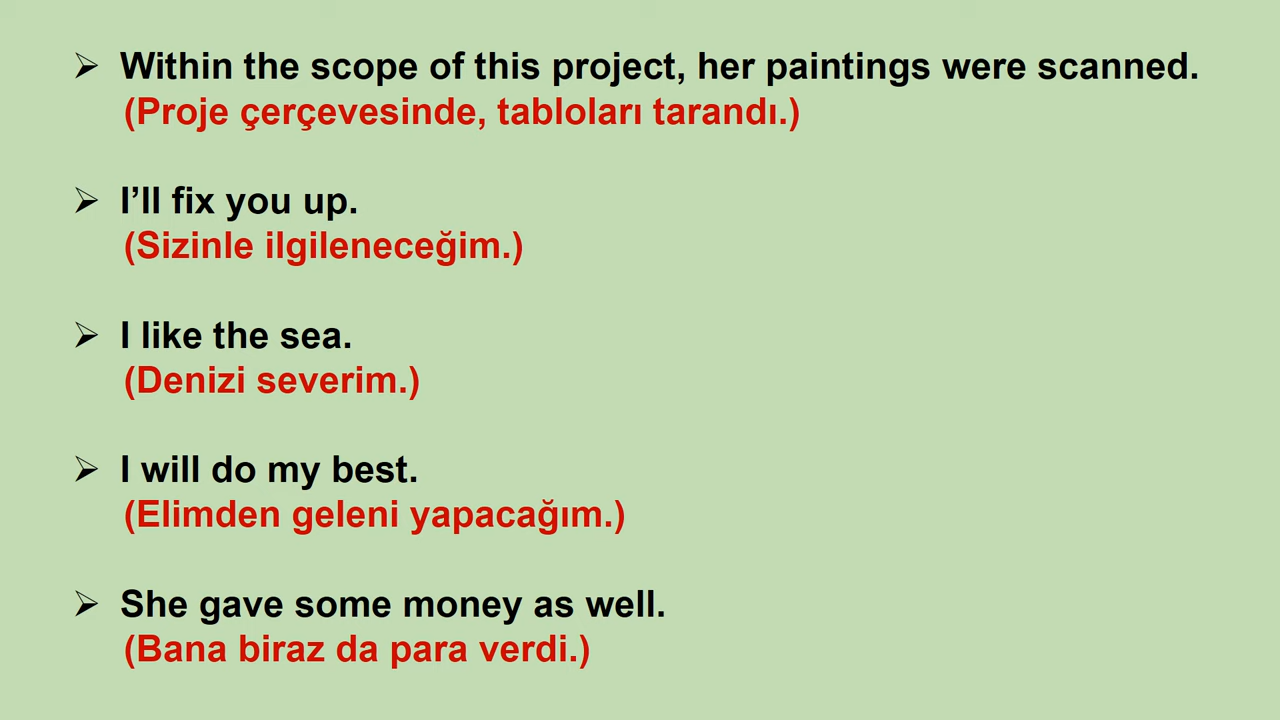 ➢ Within the scope of this project, her paintings were scanned.
(Proje çerçevesinde, tabloları tarandı.)
➢ I’ll fix you up.
(Sizinle ilgileneceğim.)
➢ I like the sea.
(Denizi severim.)
➢ I will do my best.
(Elimden geleni yapacağım.)
➢ She gave some money as well.
(Bana biraz da para verdi.)